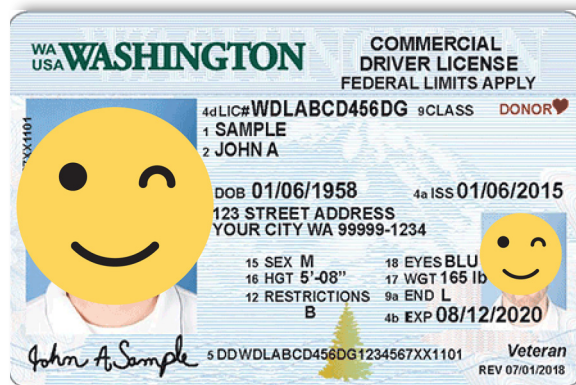 WA USA WASHINGTON
COMMERCIAL
DRIVER LICENSE
FEDERAL LIMITS APPLY
4d LIC# WDLABCD456DG 9 CLASS DONOR
1 SAMPLE
2 JOHN A
DOB 01/06/1958 4a ISS 01/06/2015
123 STREET ADDRESS
YOUR CITY WA 99999-1234
15 SEX M 18 EYES BLU
16 HGT 5'-08" 17 WGT 165 lb
12 RESTRICTIONS 9a END L
B 4b EXP 08/12/2020
John A Sample
5 DD WDLABCD456DG1234567XX1101 Veteran
REV 07/01/2018